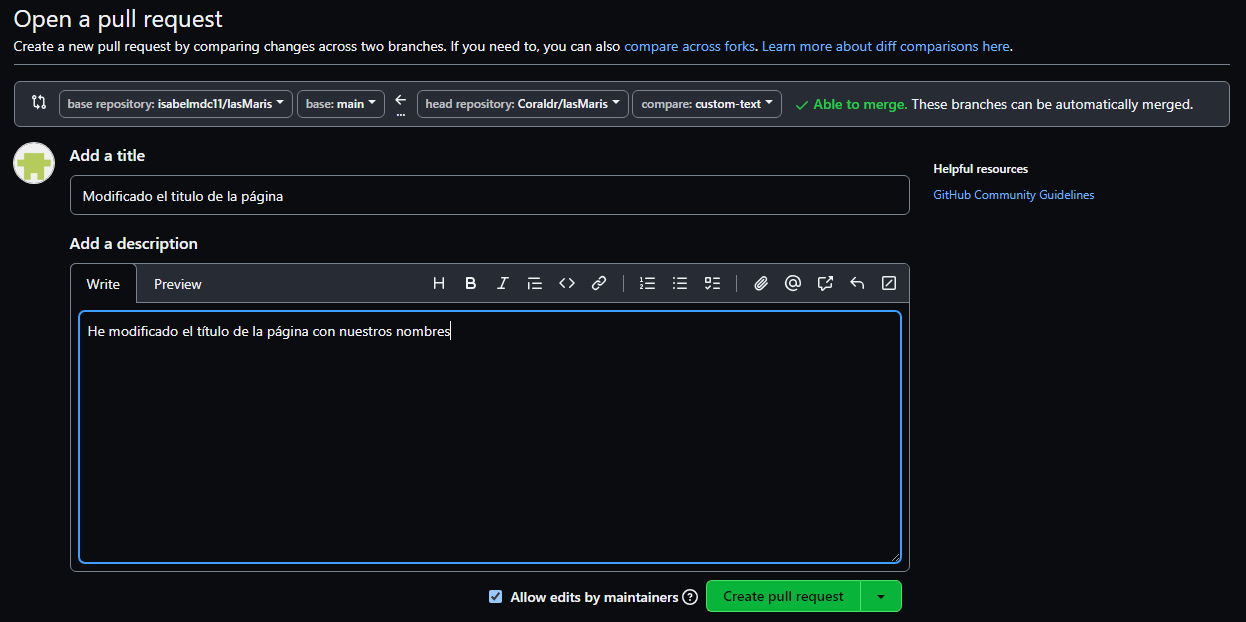 Open a pull request
Create a new pull request by comparing changes across two branches. If you need to, you can also compare across forks. Learn more about diff comparisons here.
base repository: isabelmdc11/lasMaris base: main ... head repository: Coraldr/lasMaris compare: custom-text Able to merge. These branches can be automatically merged.
Add a title
Helpful resources
Modificado el titulo de la página
GitHub Community Guidelines
Add a description
Write Preview
He modificado el título de la página con nuestros nombres
Allow edits by maintainers Create pull request